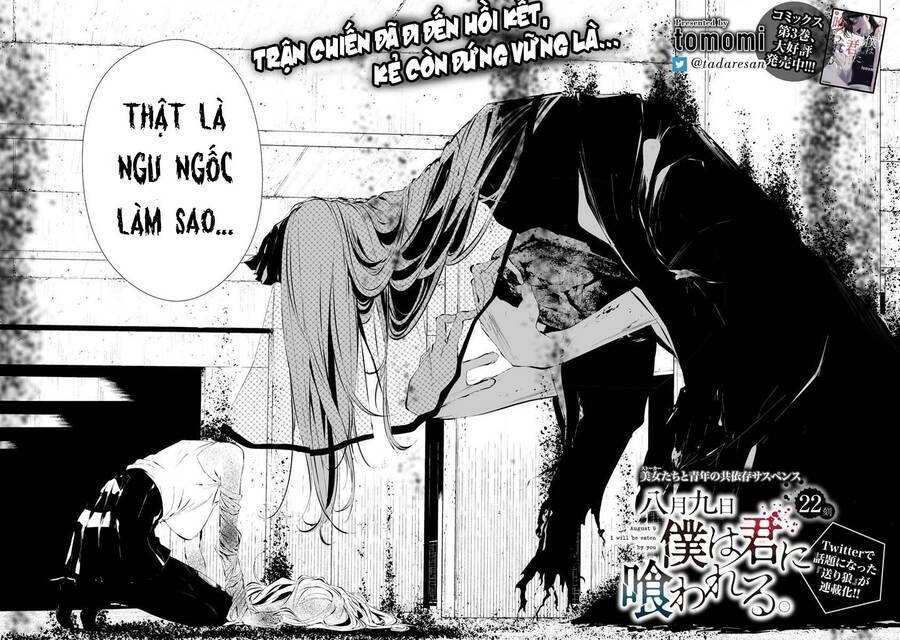 TRẬN CHIẾN ĐÃ ĐI ĐẾN HỒI KẾT,
KẺ CÒN ĐỨNG VỮNG LÀ...
Presented by
tomomi
@tadaresan
コミックス
第3巻、
大好評
発売中!!!
THẬT LÀ
NGU NGỐC
LÀM SAO...
美女たちと青年の共依存サスペンス
八月九日
22刻
August 9
I will be eaten
by you
僕は君に
喰われる。
Twitterで
話題になった
『送り狼』が
連載化!!